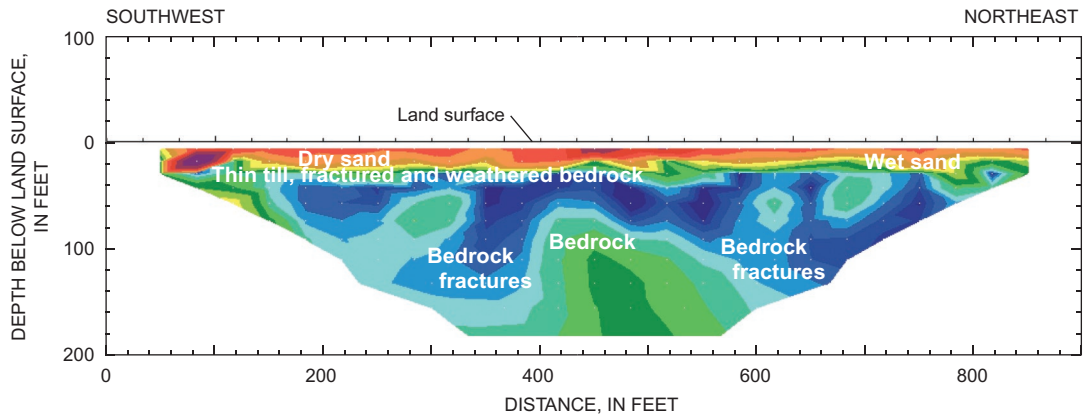 SOUTHWEST
NORTHEAST
DEPTH BELOW LAND SURFACE,
IN FEET
100
0
100
200
Land surface
Dry sand
Wet sand
Thin till, fractured and weathered bedrock
Bedrock
fractures
Bedrock
Bedrock
fractures
0
200
400
600
800
DISTANCE, IN FEET